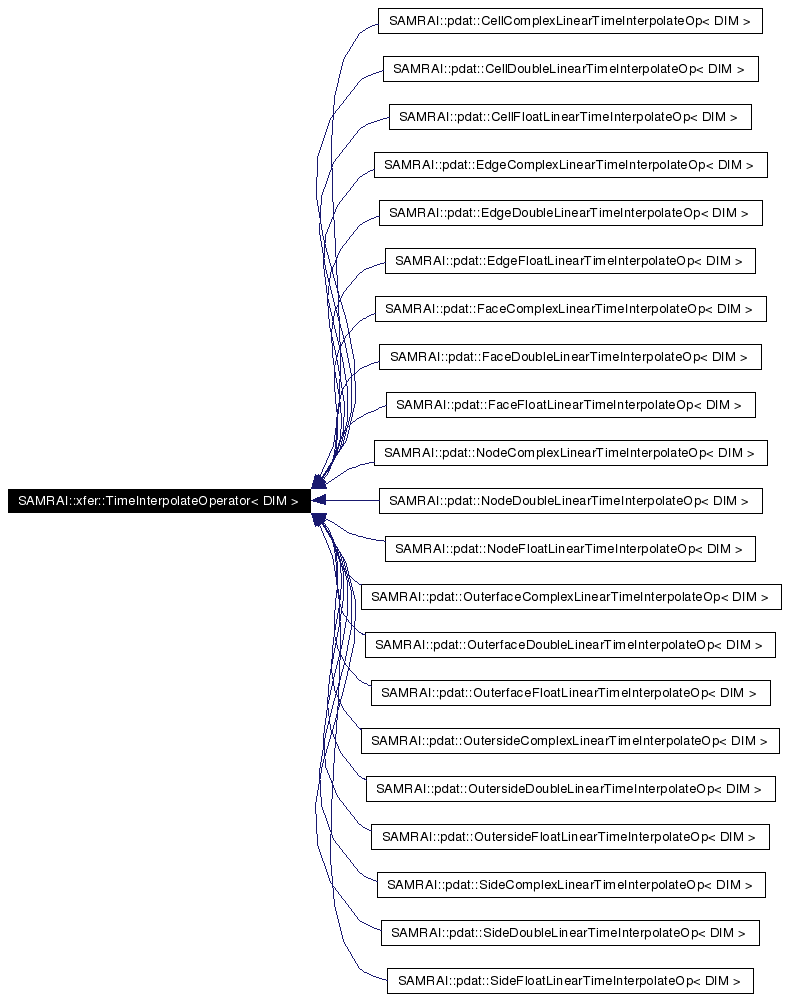 SAMRAI::pdat::CellComplexLinearTimeInterpolateOp< DIM >
SAMRAI::pdat::CellDoubleLinearTimeInterpolateOp< DIM >
SAMRAI::pdat::CellFloatLinearTimeInterpolateOp< DIM >
SAMRAI::pdat::EdgeComplexLinearTimeInterpolateOp< DIM >
SAMRAI::pdat::EdgeDoubleLinearTimeInterpolateOp< DIM >
SAMRAI::pdat::EdgeFloatLinearTimeInterpolateOp< DIM >
SAMRAI::pdat::FaceComplexLinearTimeInterpolateOp< DIM >
SAMRAI::pdat::FaceDoubleLinearTimeInterpolateOp< DIM >
SAMRAI::pdat::FaceFloatLinearTimeInterpolateOp< DIM >
SAMRAI::pdat::NodeComplexLinearTimeInterpolateOp< DIM >
SAMRAI::xfer::TimeInterpolateOperator< DIM >
SAMRAI::pdat::NodeDoubleLinearTimeInterpolateOp< DIM >
SAMRAI::pdat::NodeFloatLinearTimeInterpolateOp< DIM >
SAMRAI::pdat::OuterfaceComplexLinearTimeInterpolateOp< DIM >
SAMRAI::pdat::OuterfaceDoubleLinearTimeInterpolateOp< DIM >
SAMRAI::pdat::OuterfaceFloatLinearTimeInterpolateOp< DIM >
SAMRAI::pdat::OutersideComplexLinearTimeInterpolateOp< DIM >
SAMRAI::pdat::OutersideDoubleLinearTimeInterpolateOp< DIM >
SAMRAI::pdat::OutersideFloatLinearTimeInterpolateOp< DIM >
SAMRAI::pdat::SideComplexLinearTimeInterpolateOp< DIM >
SAMRAI::pdat::SideDoubleLinearTimeInterpolateOp< DIM >
SAMRAI::pdat::SideFloatLinearTimeInterpolateOp< DIM >